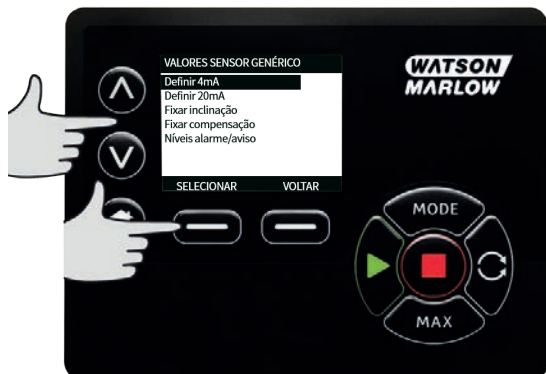 VALORES SENSOR GENÉRICO
Definir 4mA
Definir 20mA
Fixar inclinação
Fixar compensação
Níveis alarme/aviso
SELECIONAR VOLTAR
WATSON
MARLOW
MODE
MAX